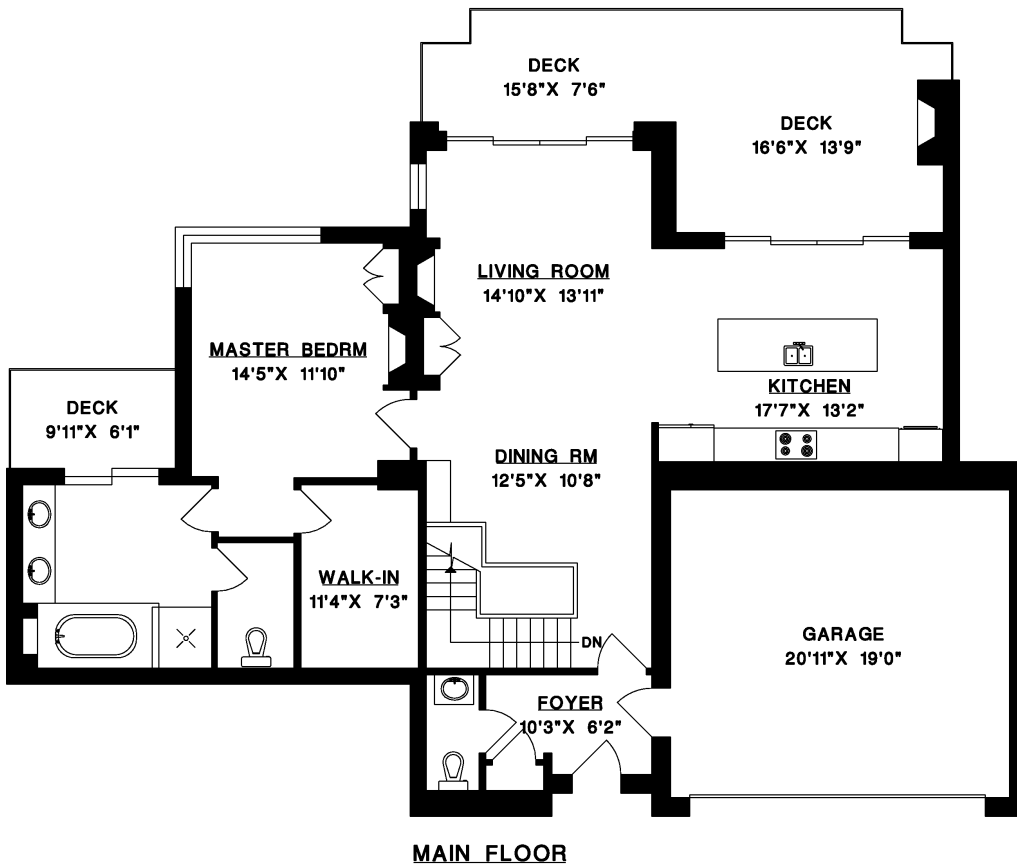 DECK
15'8"X 7'6"
DECK
16'6"X 13'9"
LIVING ROOM
14'10"X 13'11"
MASTER BEDRM
14'5"X 11'10"
KITCHEN
17'7"X 13'2"
DECK
9'11"X 6'1"
DINING RM
12'5"X 10'8"
WALK-IN
11'4"X 7'3"
DN
GARAGE
20'11"X 19'0"
FOYER
10'3"X 6'2"
MAIN FLOOR